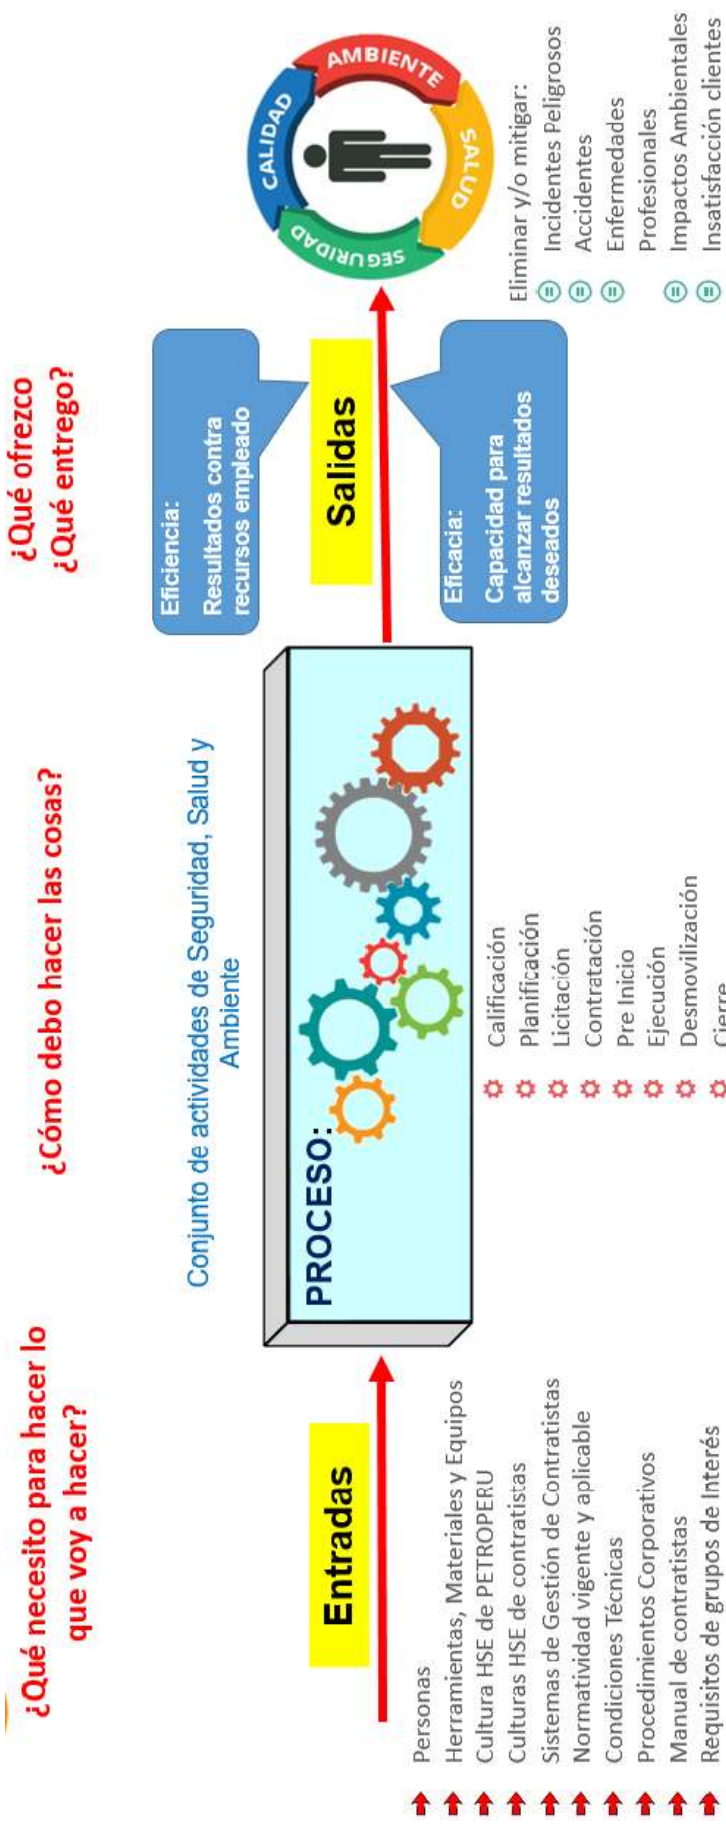 ¿Qué necesito para hacer lo
que voy a hacer?
Entradas
Personas
Herramientas, Materiales y Equipos
Cultura HSE de PETROPERU
Culturas HSE de contratistas
Sistemas de Gestión de Contratistas
Normatividad vigente y aplicable
Condiciones Técnicas
Procedimientos Corporativos
Manual de contratistas
Requisitos de grupos de Interés
¿Cómo debo hacer las cosas?
Conjunto de actividades de Seguridad, Salud y
Ambiente
PROCESO:
Calificación
Planificación
Licitación
Contratación
Pre Inicio
Ejecución
Desmovilización
Cierre
¿Qué ofrezco
¿Qué entrego?
Eficiencia:
Resultados contra
recursos empleado
Salidas
Eficacia:
Capacidad para
alcanzar resultados
deseados
CALIDAD
AMBIENTE
SALUD
SEGURIDAD
Eliminar y/o mitigar:
Incidentes Peligrosos
Accidentes
Enfermedades
Profesionales
Impactos Ambientales
Insatisfacción clientes